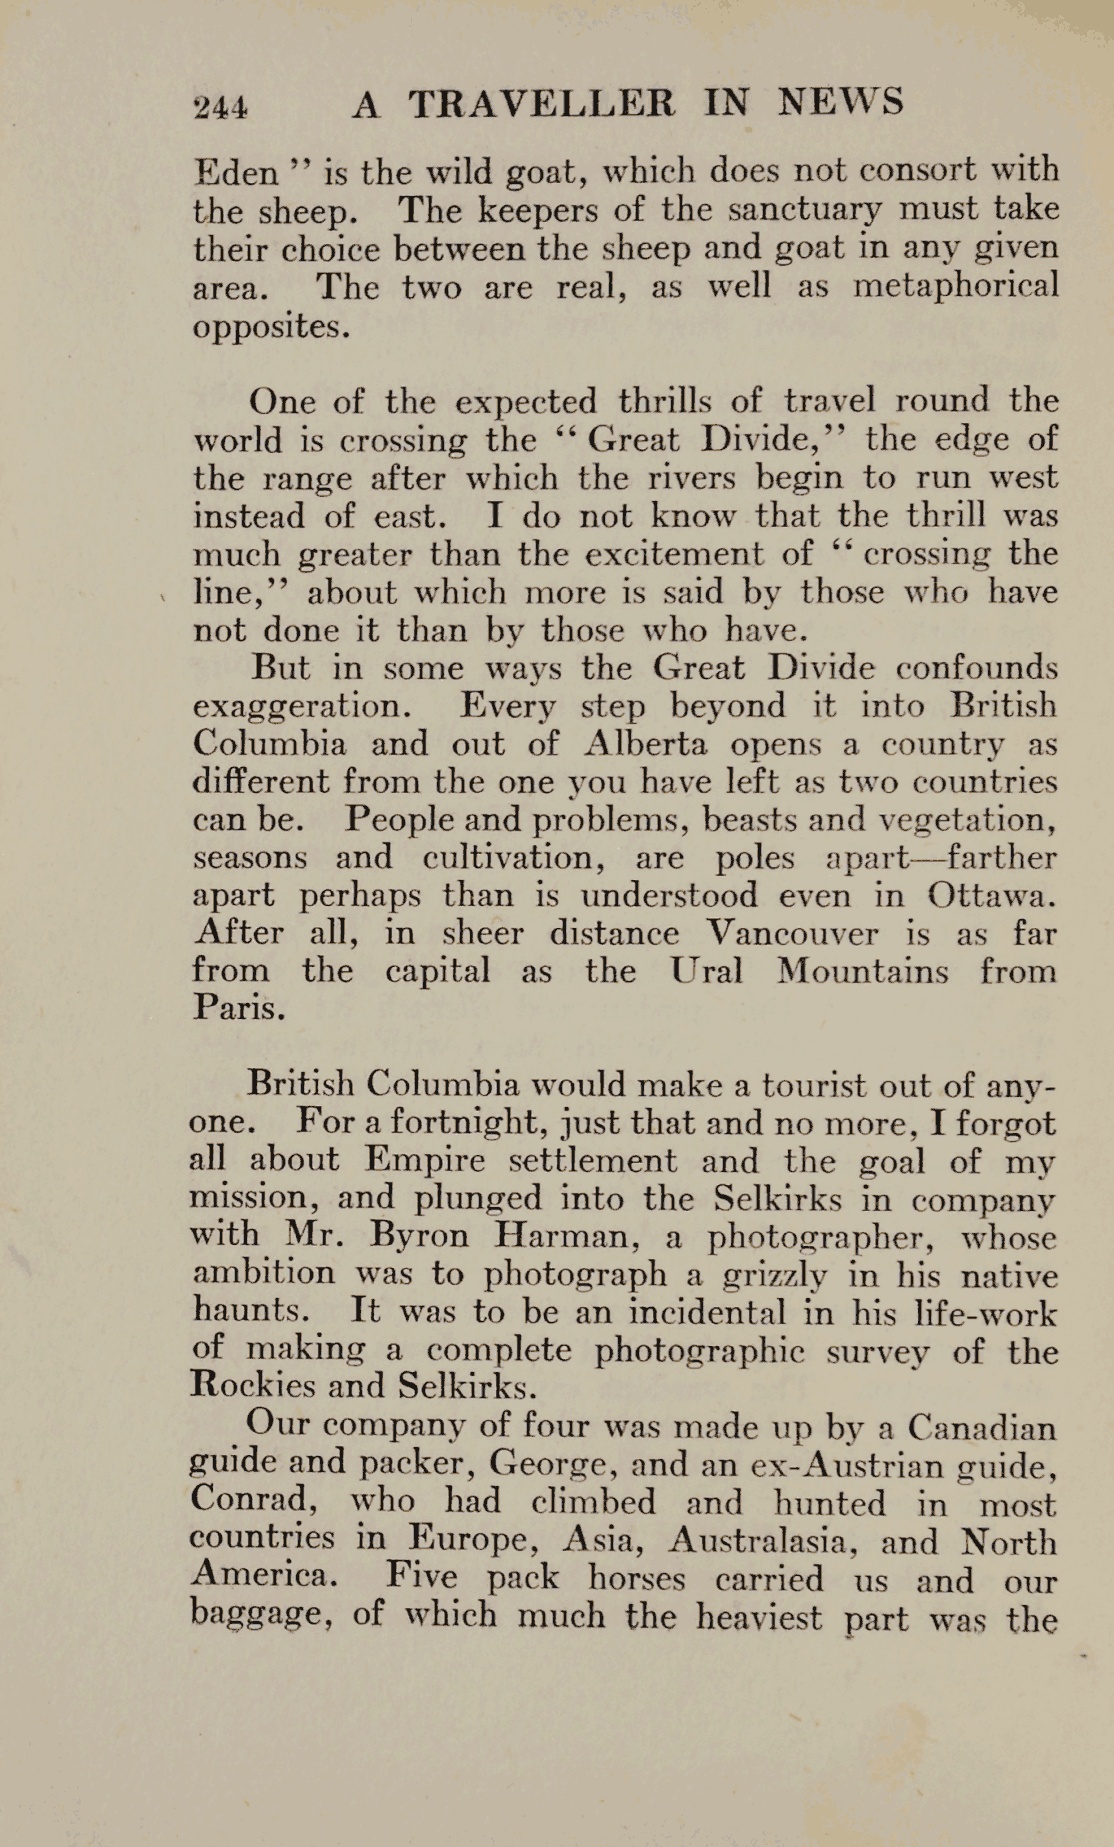 244 A TRAVELLER IN NEWS
Eden ” is the wild goat, which does not consort with
the sheep. The keepers of the sanctuary must take
their choice between the sheep and goat in any given
area. The two are real, as well as metaphorical
opposites.
One of the expected thrills of travel round the
world is crossing the “ Great Divide,” the edge of
the range after which the rivers begin to run west
instead of east. I do not know that the thrill was
much greater than the excitement of “ crossing the
line,” about which more is said by those who have
not done it than by those who have.
But in some ways the Great Divide confounds
exaggeration. Every step beyond it into British
Columbia and out of Alberta opens a country as
different from the one you have left as two countries
can be. People and problems, beasts and vegetation,
seasons and cultivation, are poles apart—farther
apart perhaps than is understood even in Ottawa.
After all, in sheer distance Vancouver is as far
from the capital as the Ural Mountains from
Paris.
British Columbia would make a tourist out of any-
one. For a fortnight, just that and no more, I forgot
all about Empire settlement and the goal of my
mission, and plunged into the Selkirks in company
with Mr. Byron Harman, a photographer, whose
ambition was to photograph a grizzly in his native
haunts. It was to be an incidental in his life-work
of making a complete photographic survey of the
Rockies and Selkirks.
Our company of four was made up by a Canadian
guide and packer, George, and an ex-Austrian guide,
Conrad, who had climbed and hunted in most
countries in Europe, Asia, Australasia, and North
America. Five pack horses carried us and our
baggage, of which much the heaviest part was the